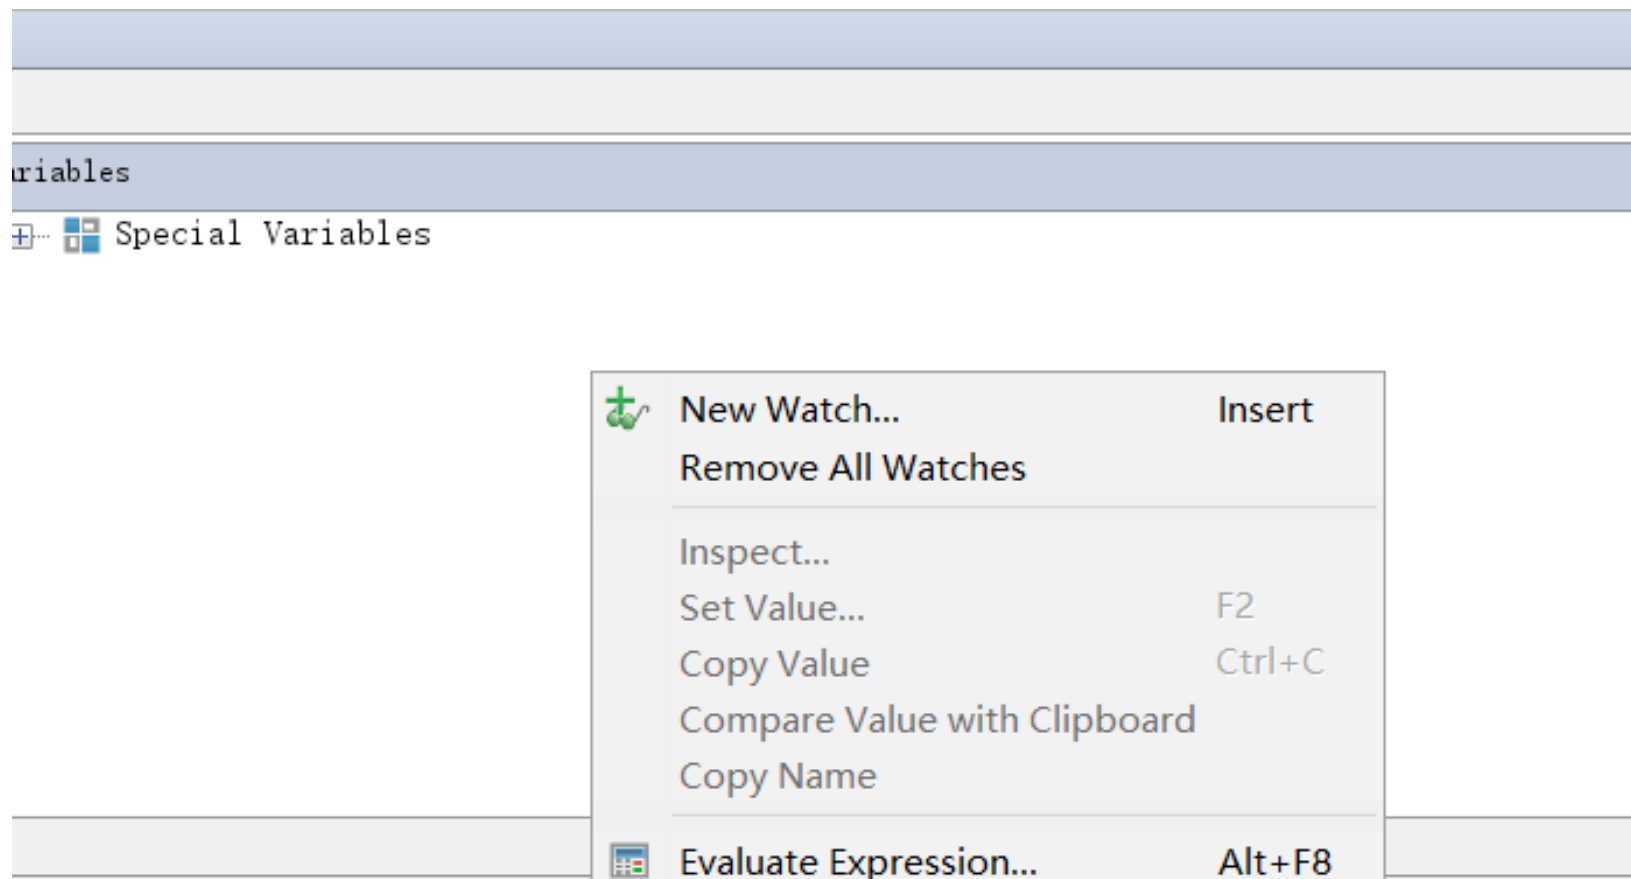 ariables
Special Variables
New Watch... Insert
Remove All Watches
Inspect...
Set Value... F2
Copy Value Ctrl+C
Compare Value with Clipboard
Copy Name
Evaluate Expression... Alt+F8